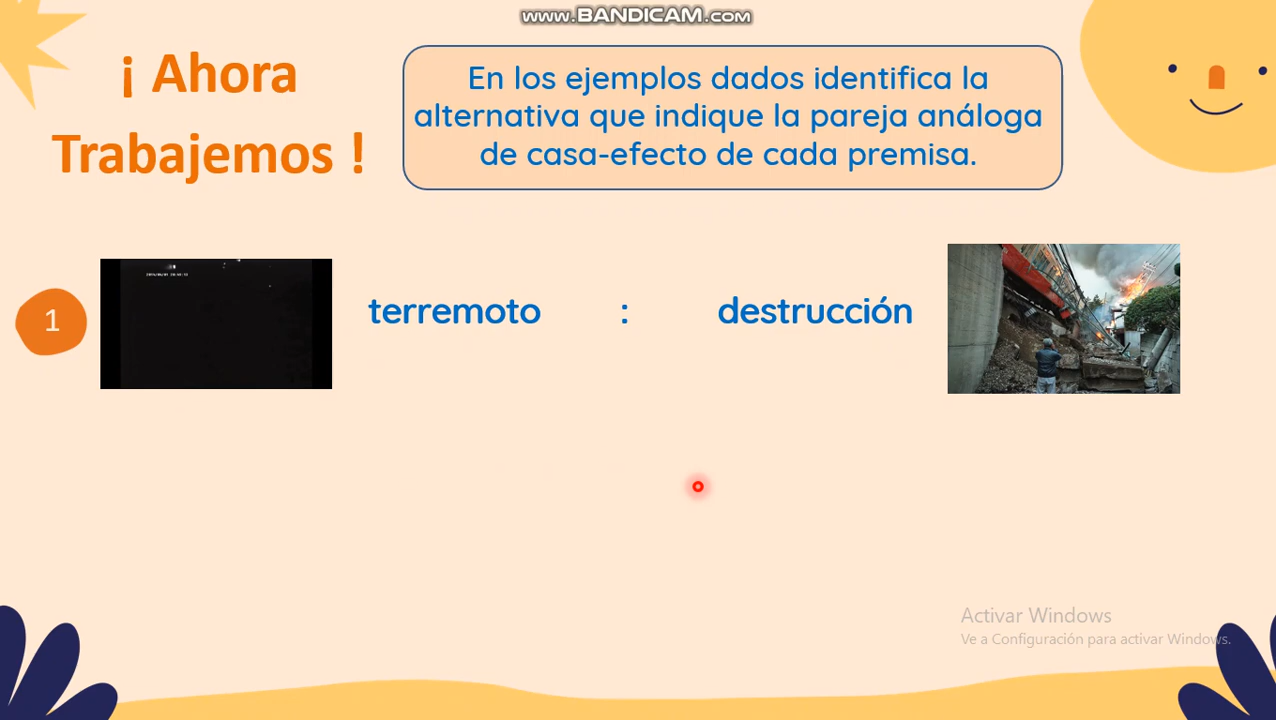 www.BANDICAM.com
¡ Ahora
Trabajemos !
En los ejemplos dados identifica la
alternativa que indique la pareja análoga
de casa-efecto de cada premisa.
1
terremoto : destrucción
Activar Windows
Ve a Configuración para activar Windows.